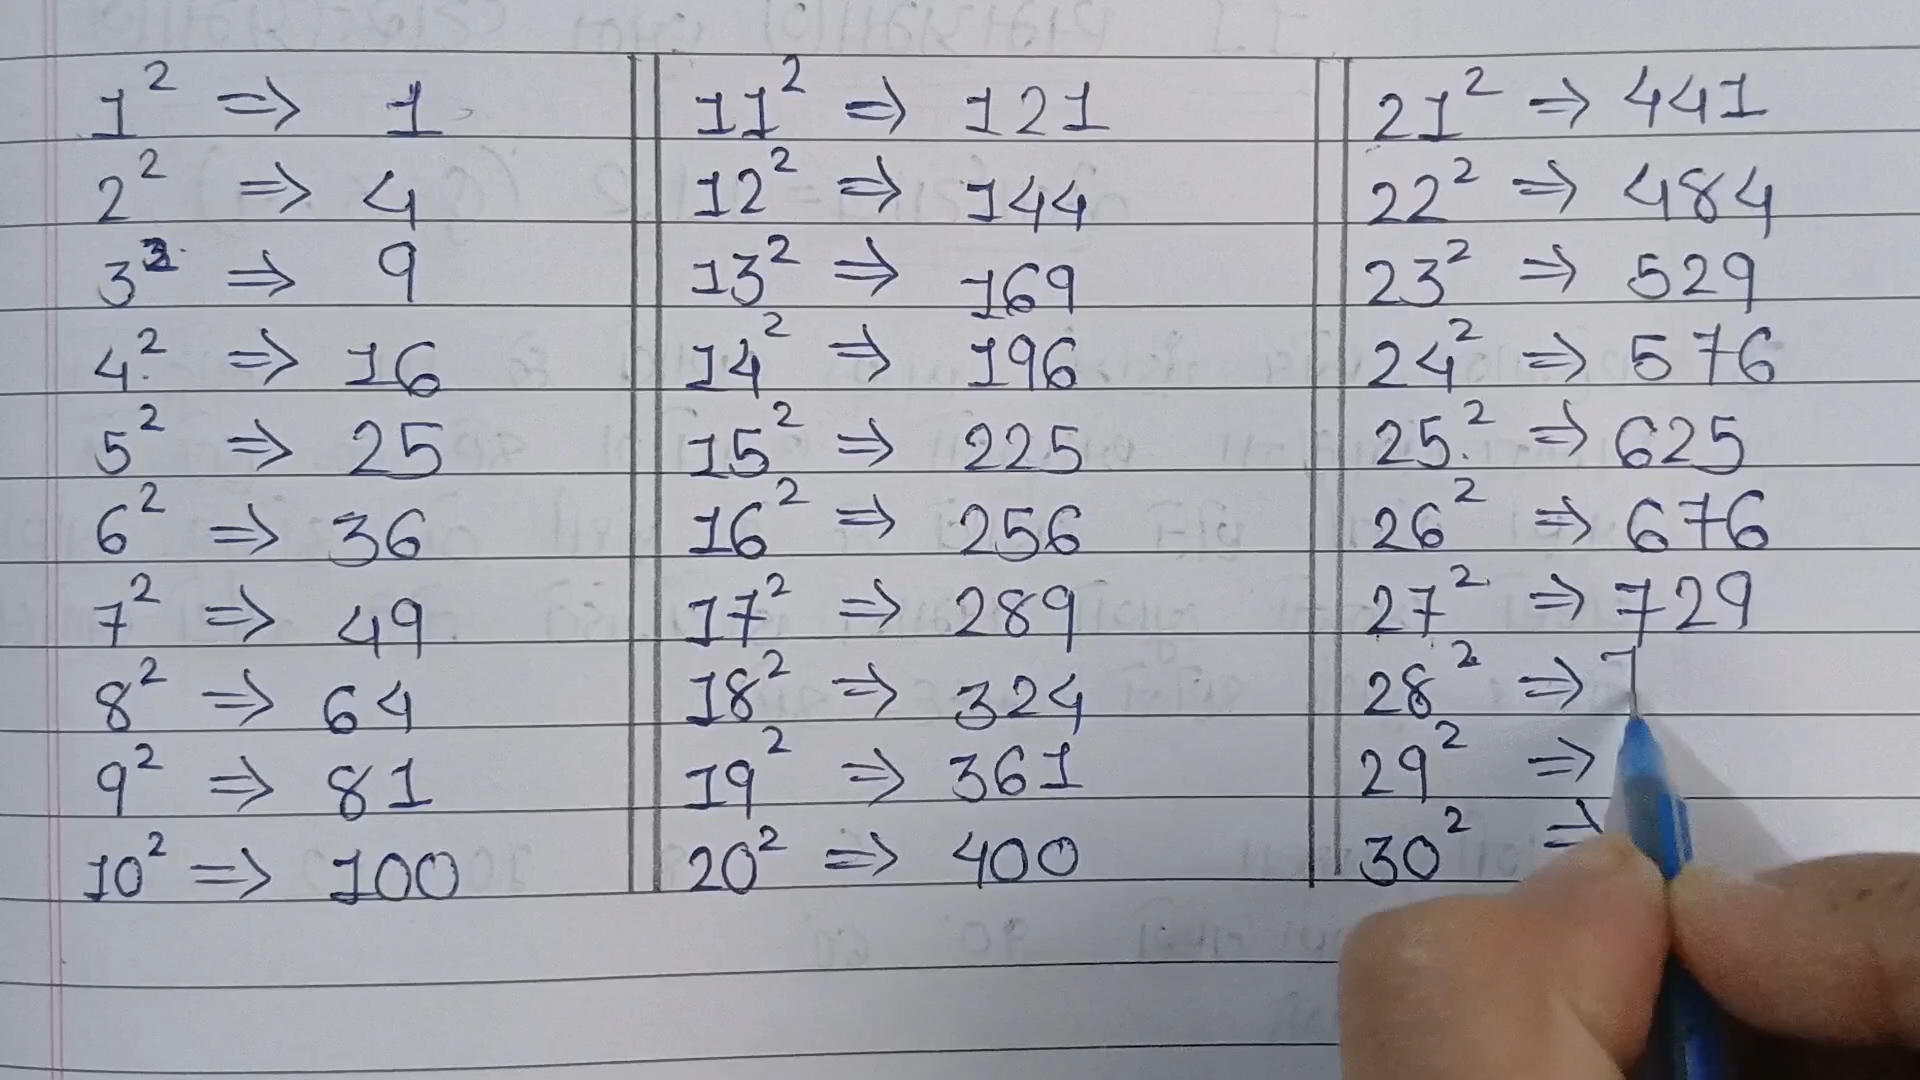 1² ⇒ 1
2² ⇒ 4
3² ⇒ 9
4² ⇒ 16
5² ⇒ 25
6² ⇒ 36
7² ⇒ 49
8² ⇒ 64
9² ⇒ 81
10² ⇒ 100
11² ⇒ 121
12² ⇒ 144
13² ⇒ 169
14² ⇒ 196
15² ⇒ 225
16² ⇒ 256
17² ⇒ 289
18² ⇒ 324
19² ⇒ 361
20² ⇒ 400
21² ⇒ 441
22² ⇒ 484
23² ⇒ 529
24² ⇒ 576
25² ⇒ 625
26² ⇒ 676
27² ⇒ 729
28² ⇒ 7
29² ⇒
30² ⇒